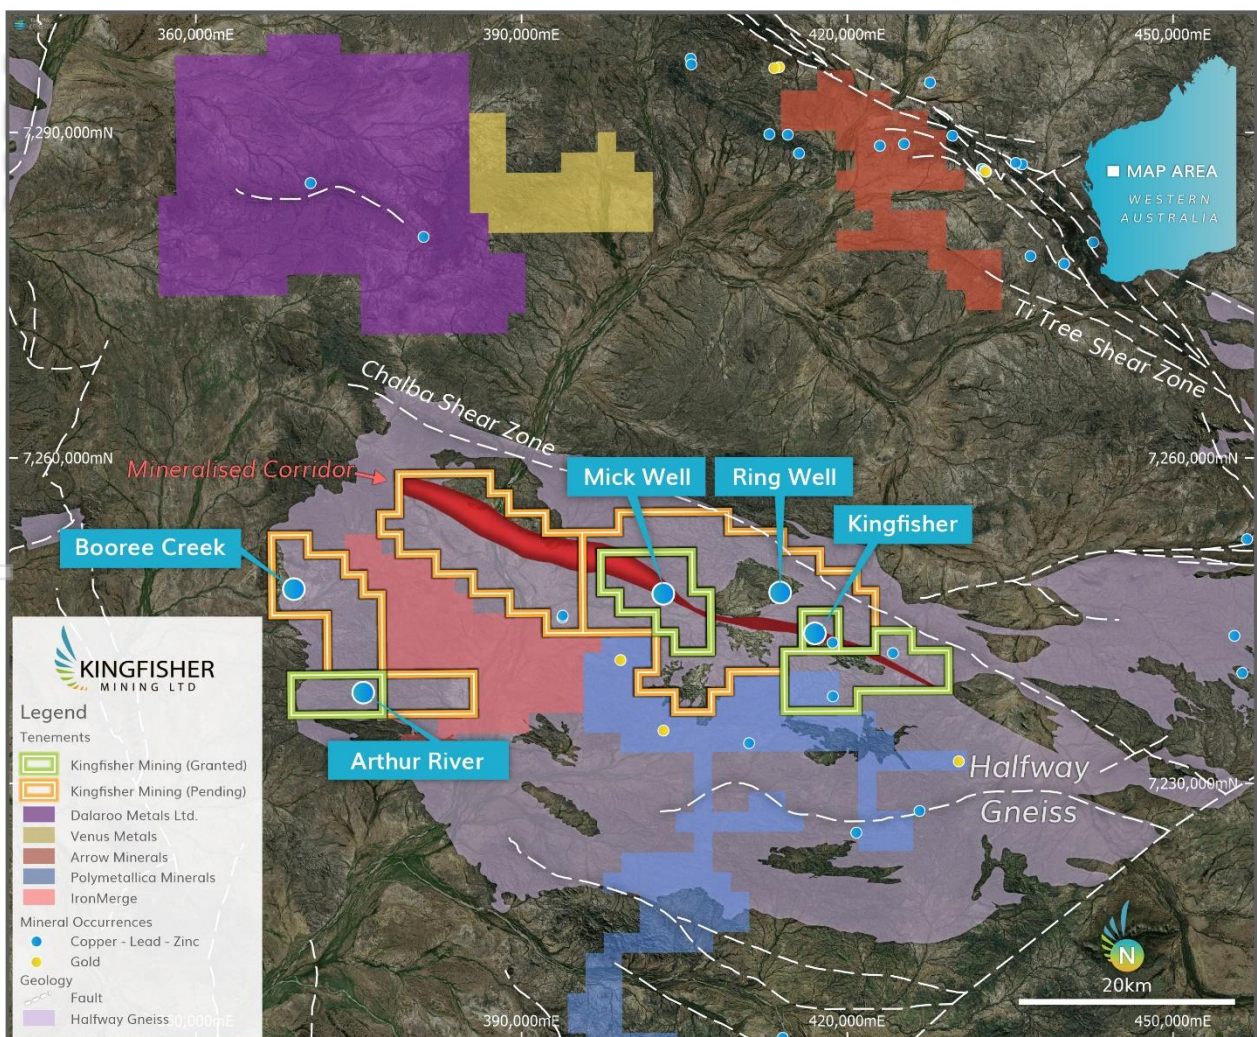 360,000mE
390,000mE
420,000mE
450,000mE
7,290,000mN
MAP AREA
WESTERN
AUSTRALIA
Ti Tree Shear Zone
Chalba Shear Zone
7,260,000mN
7,260,000mN
Mineralised Corridor
Mick Well
Ring Well
Kingfisher
Booree Creek
Arthur River
Halfway
Gneiss
7,230,000mN
KINGFISHER
MINING LTD
Legend
Tenements
Kingfisher Mining (Granted)
Kingfisher Mining (Pending)
Dalaroo Metals Ltd.
Venus Metals
Arrow Minerals
Polymetallica Minerals
IronMerge
Mineral Occurrences
Copper - Lead - Zinc
Gold
Geology
Fault
Halfway Gneiss
N
20km
390,000mE
420,000mE
450,000mE